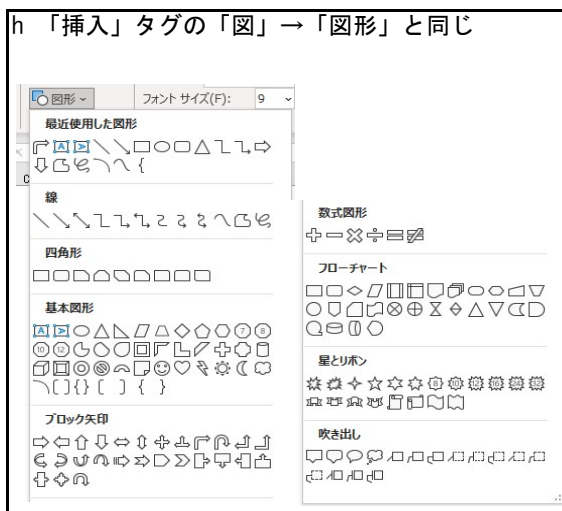 h 「挿入」タグの「図」→「図形」と同じ
図形
フォント サイズ(F): 9
最近使用した図形
線
四角形
基本図形
ブロック矢印
数式図形
フローチャート
星とリボン
吹き出し